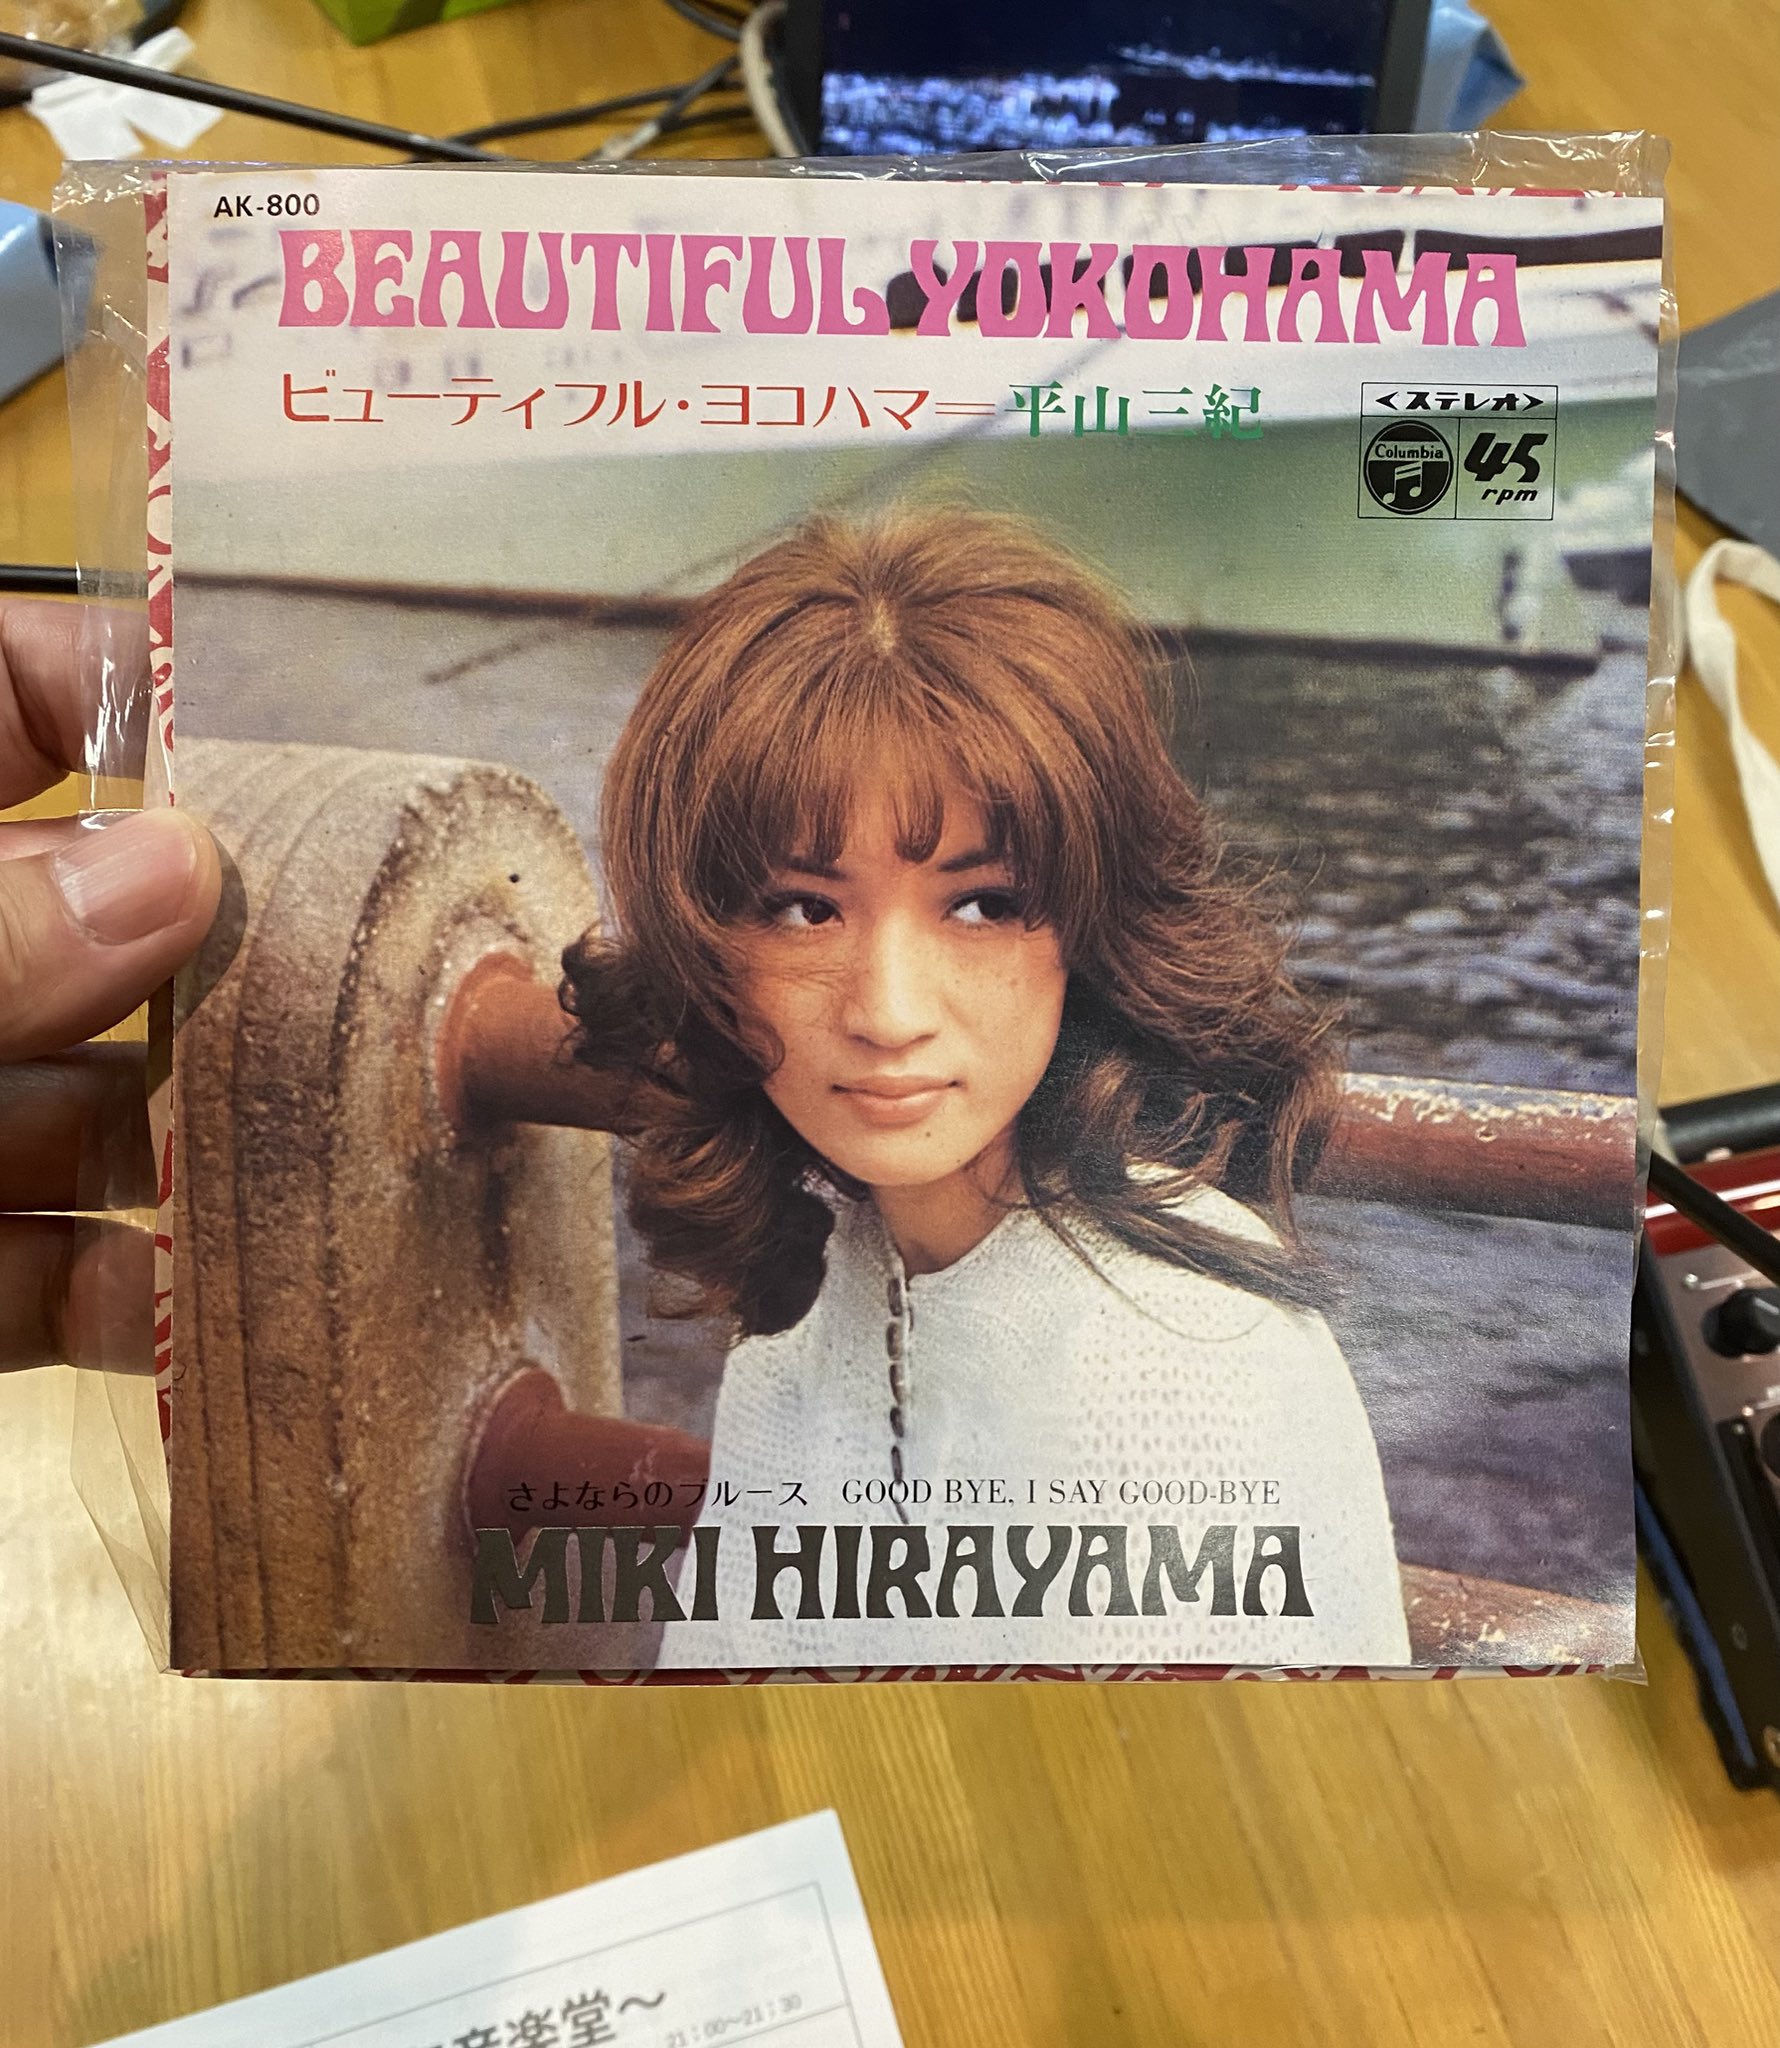 AK-800
BEAUTIFUL YOKOHAMA
ビューティフル・ヨコハマ=平山三紀
<ステレオ>
Columbia
45
rpm
さよならのブルース GOOD BYE, I SAY GOOD-BYE
MIKI HIRAYAMA
音楽堂～
21:00～21:30